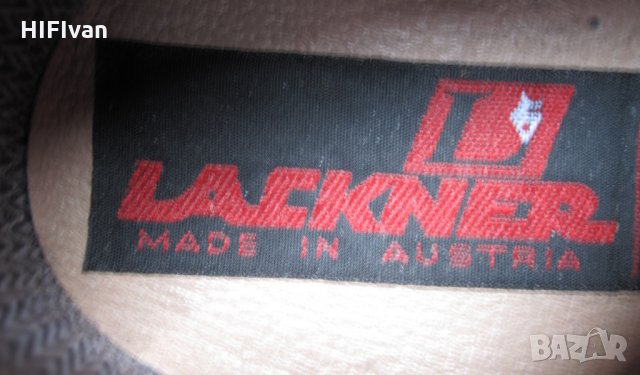 HIFIvan
LACKNER
MADE IN AUSTRIA
BAZAR